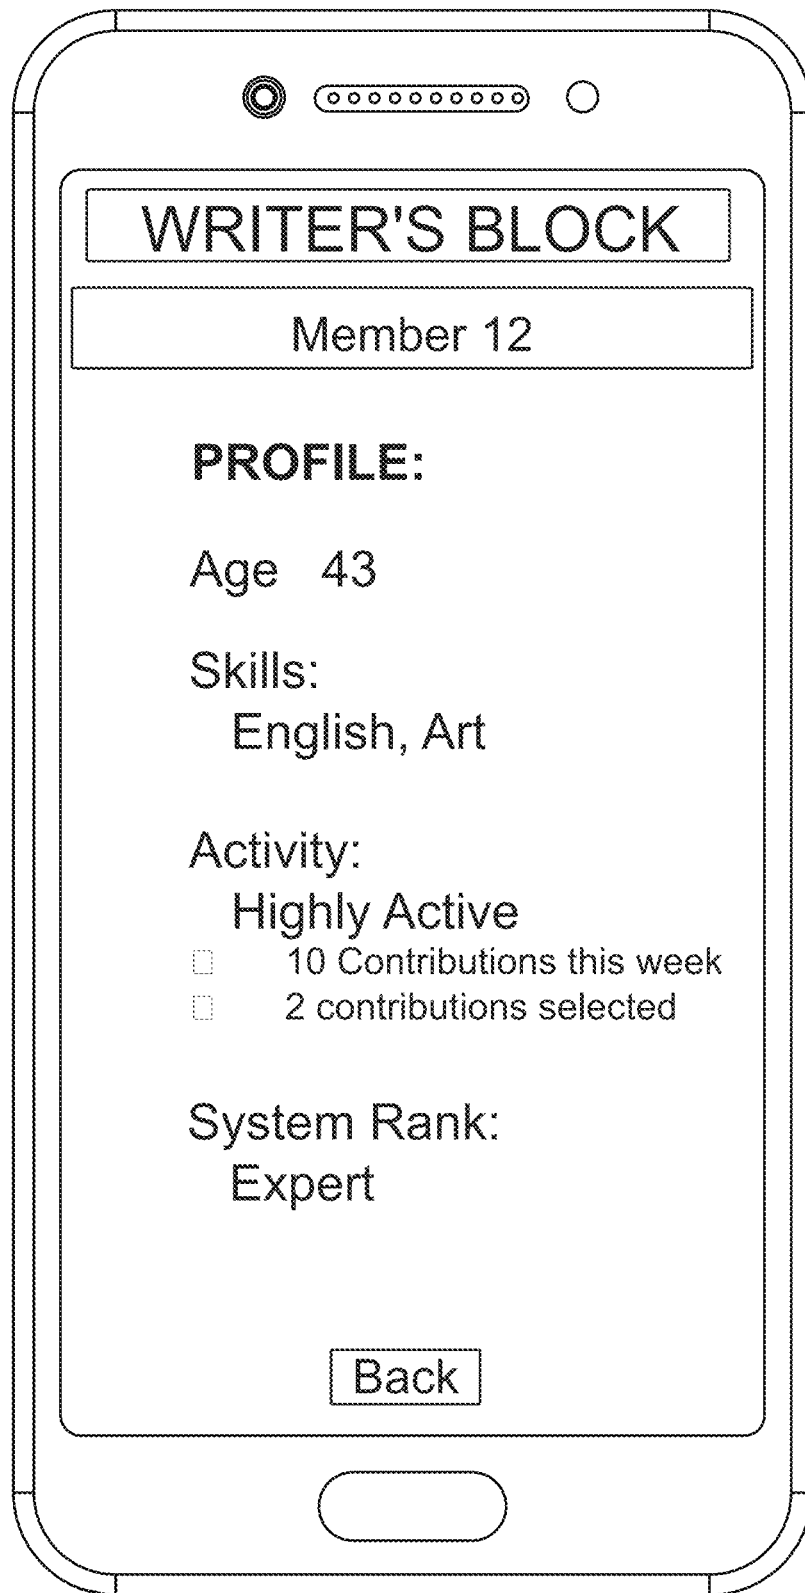 WRITER'S BLOCK
Member 12
PROFILE:
Age 43
Skills:
English, Art
Activity:
Highly Active
10 Contributions this week
2 contributions selected
System Rank:
Expert
Back